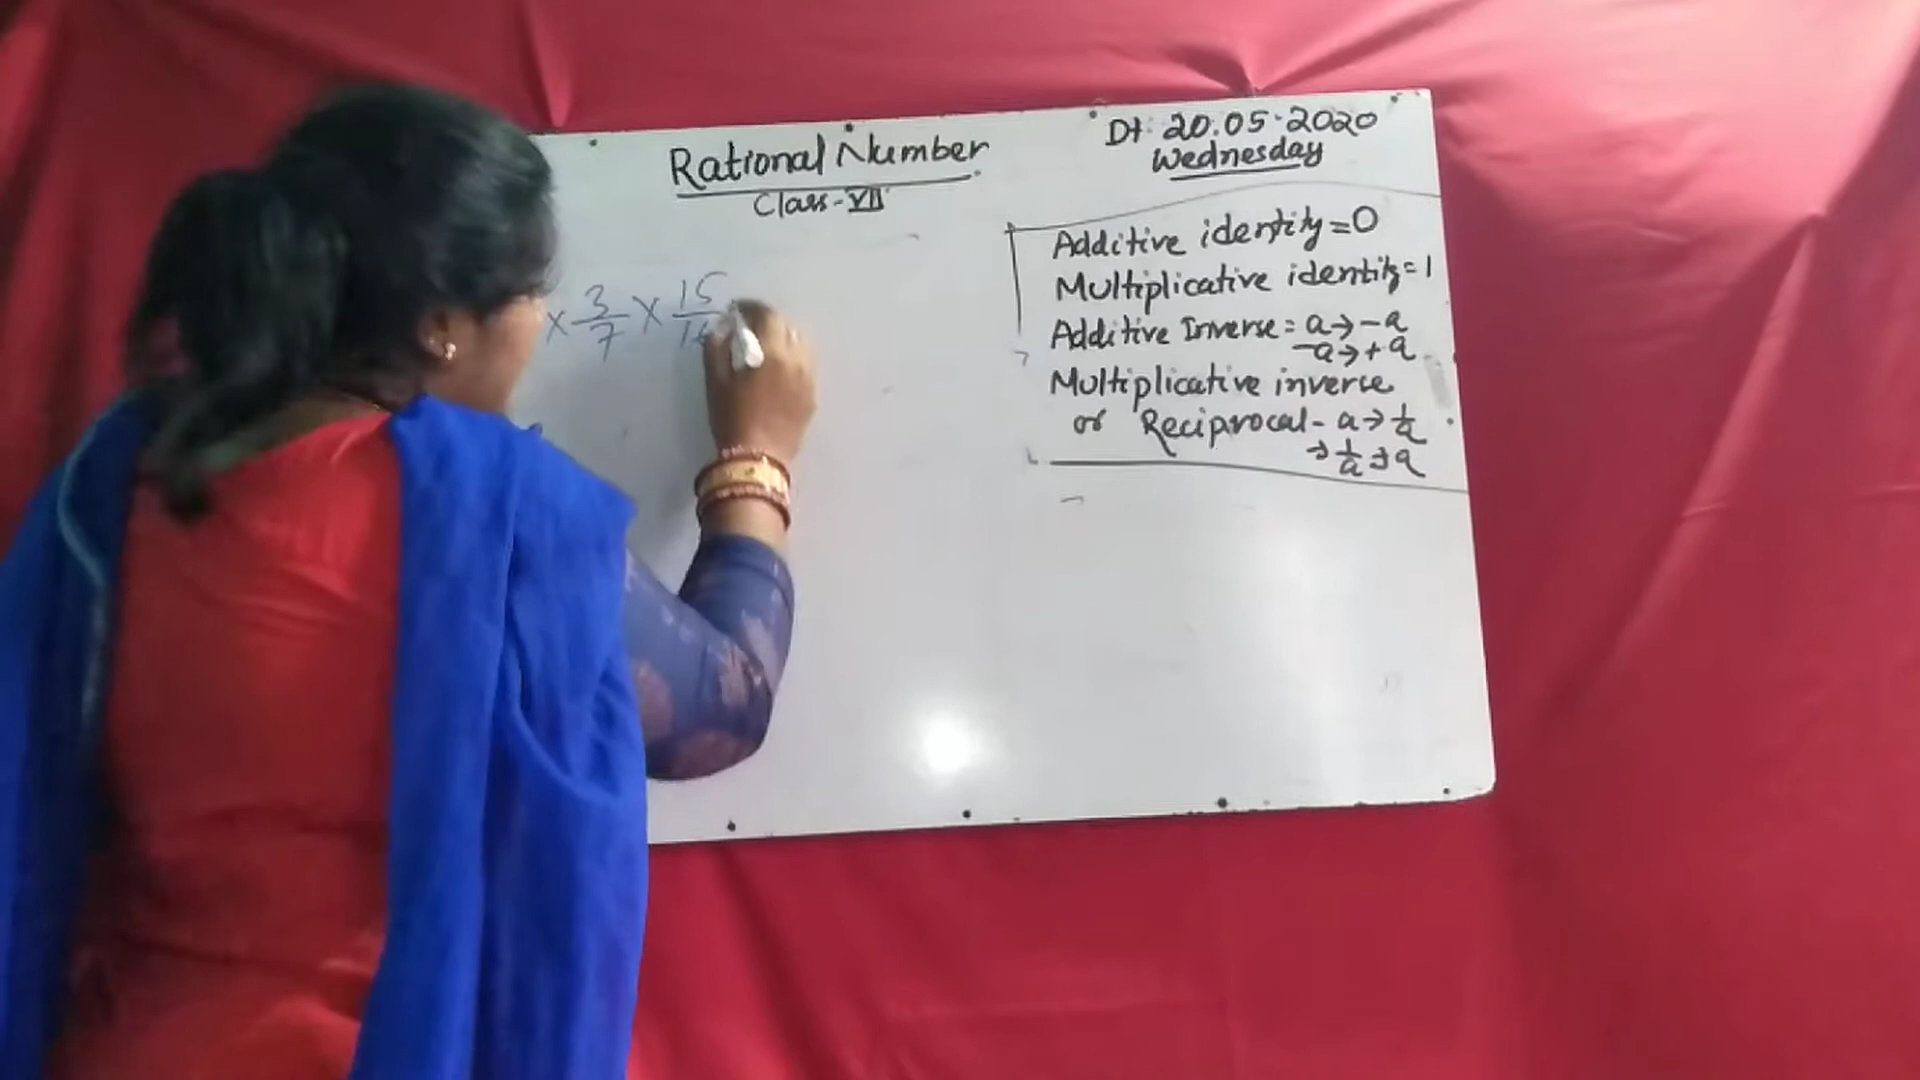 Rational Number
Class-VII
Dt: 20.05.2020
Wednesday
× 3/7 × 15/16
Additive identity=0
Multiplicative identity=1
Additive Inverse= a→-a
-a→+a
Multiplicative inverse
or Reciprocal- a→1/a
→1/a→a